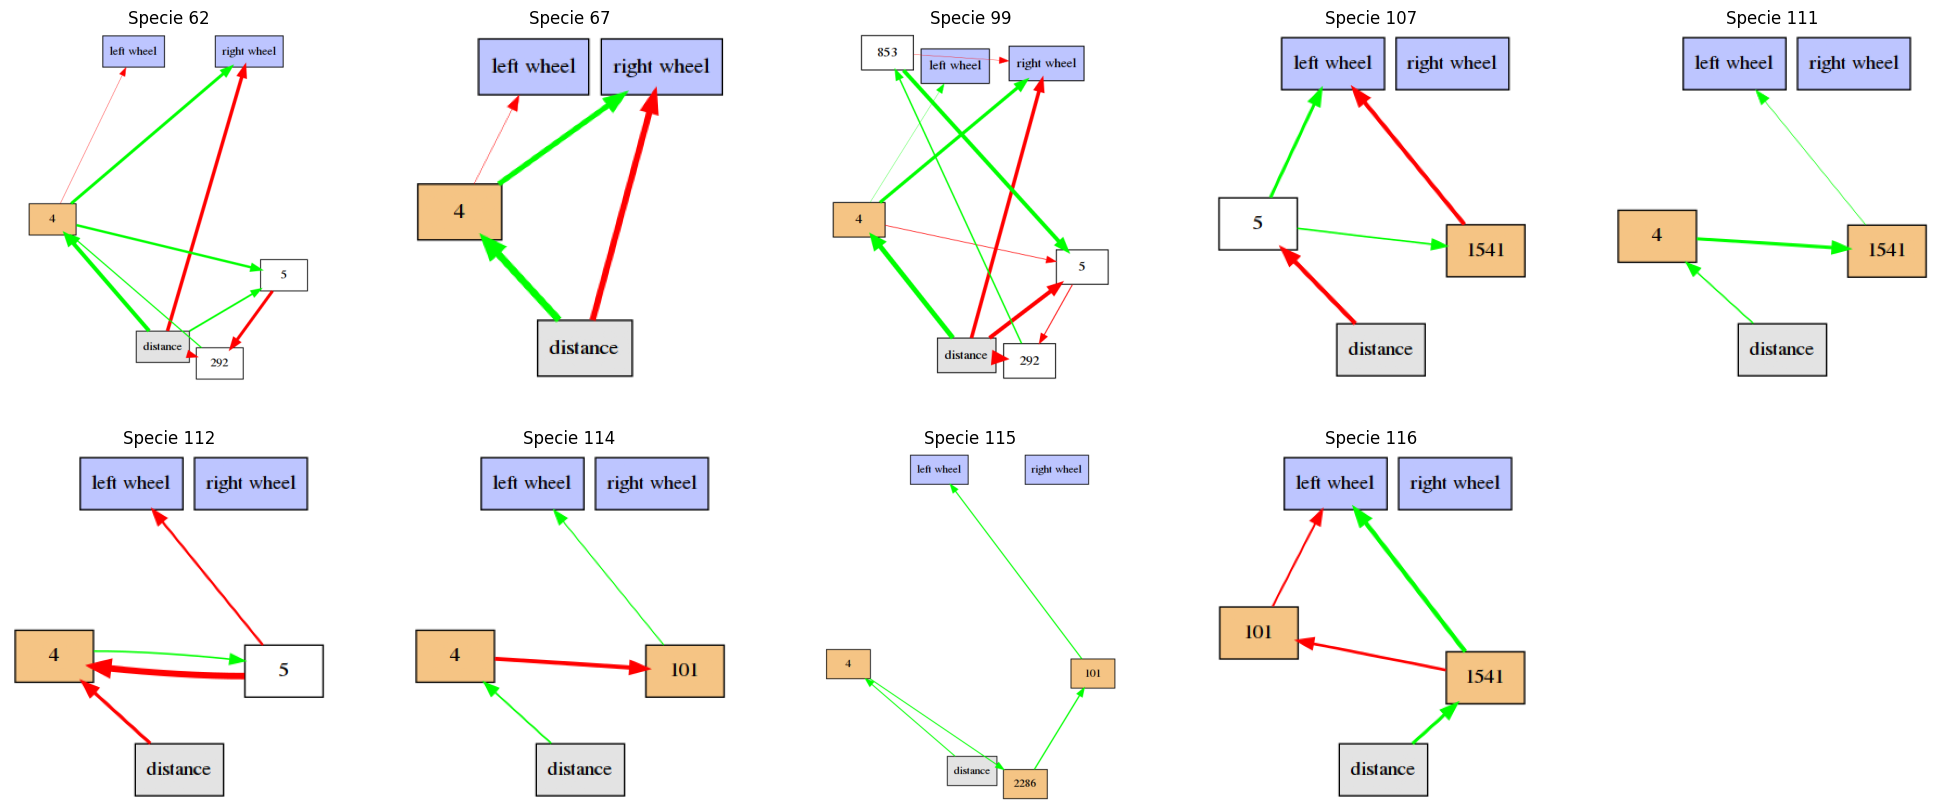 Specie 62
left wheel
right wheel
4
5
distance
292
Specie 67
left wheel
right wheel
4
distance
Specie 99
853
left wheel
right wheel
4
5
distance
292
Specie 107
left wheel
right wheel
5
1541
distance
Specie 111
left wheel
right wheel
4
1541
distance
Specie 112
left wheel
right wheel
4
5
distance
Specie 114
left wheel
right wheel
4
101
distance
Specie 115
left wheel
right wheel
4
101
distance
2286
Specie 116
left wheel
right wheel
101
1541
distance